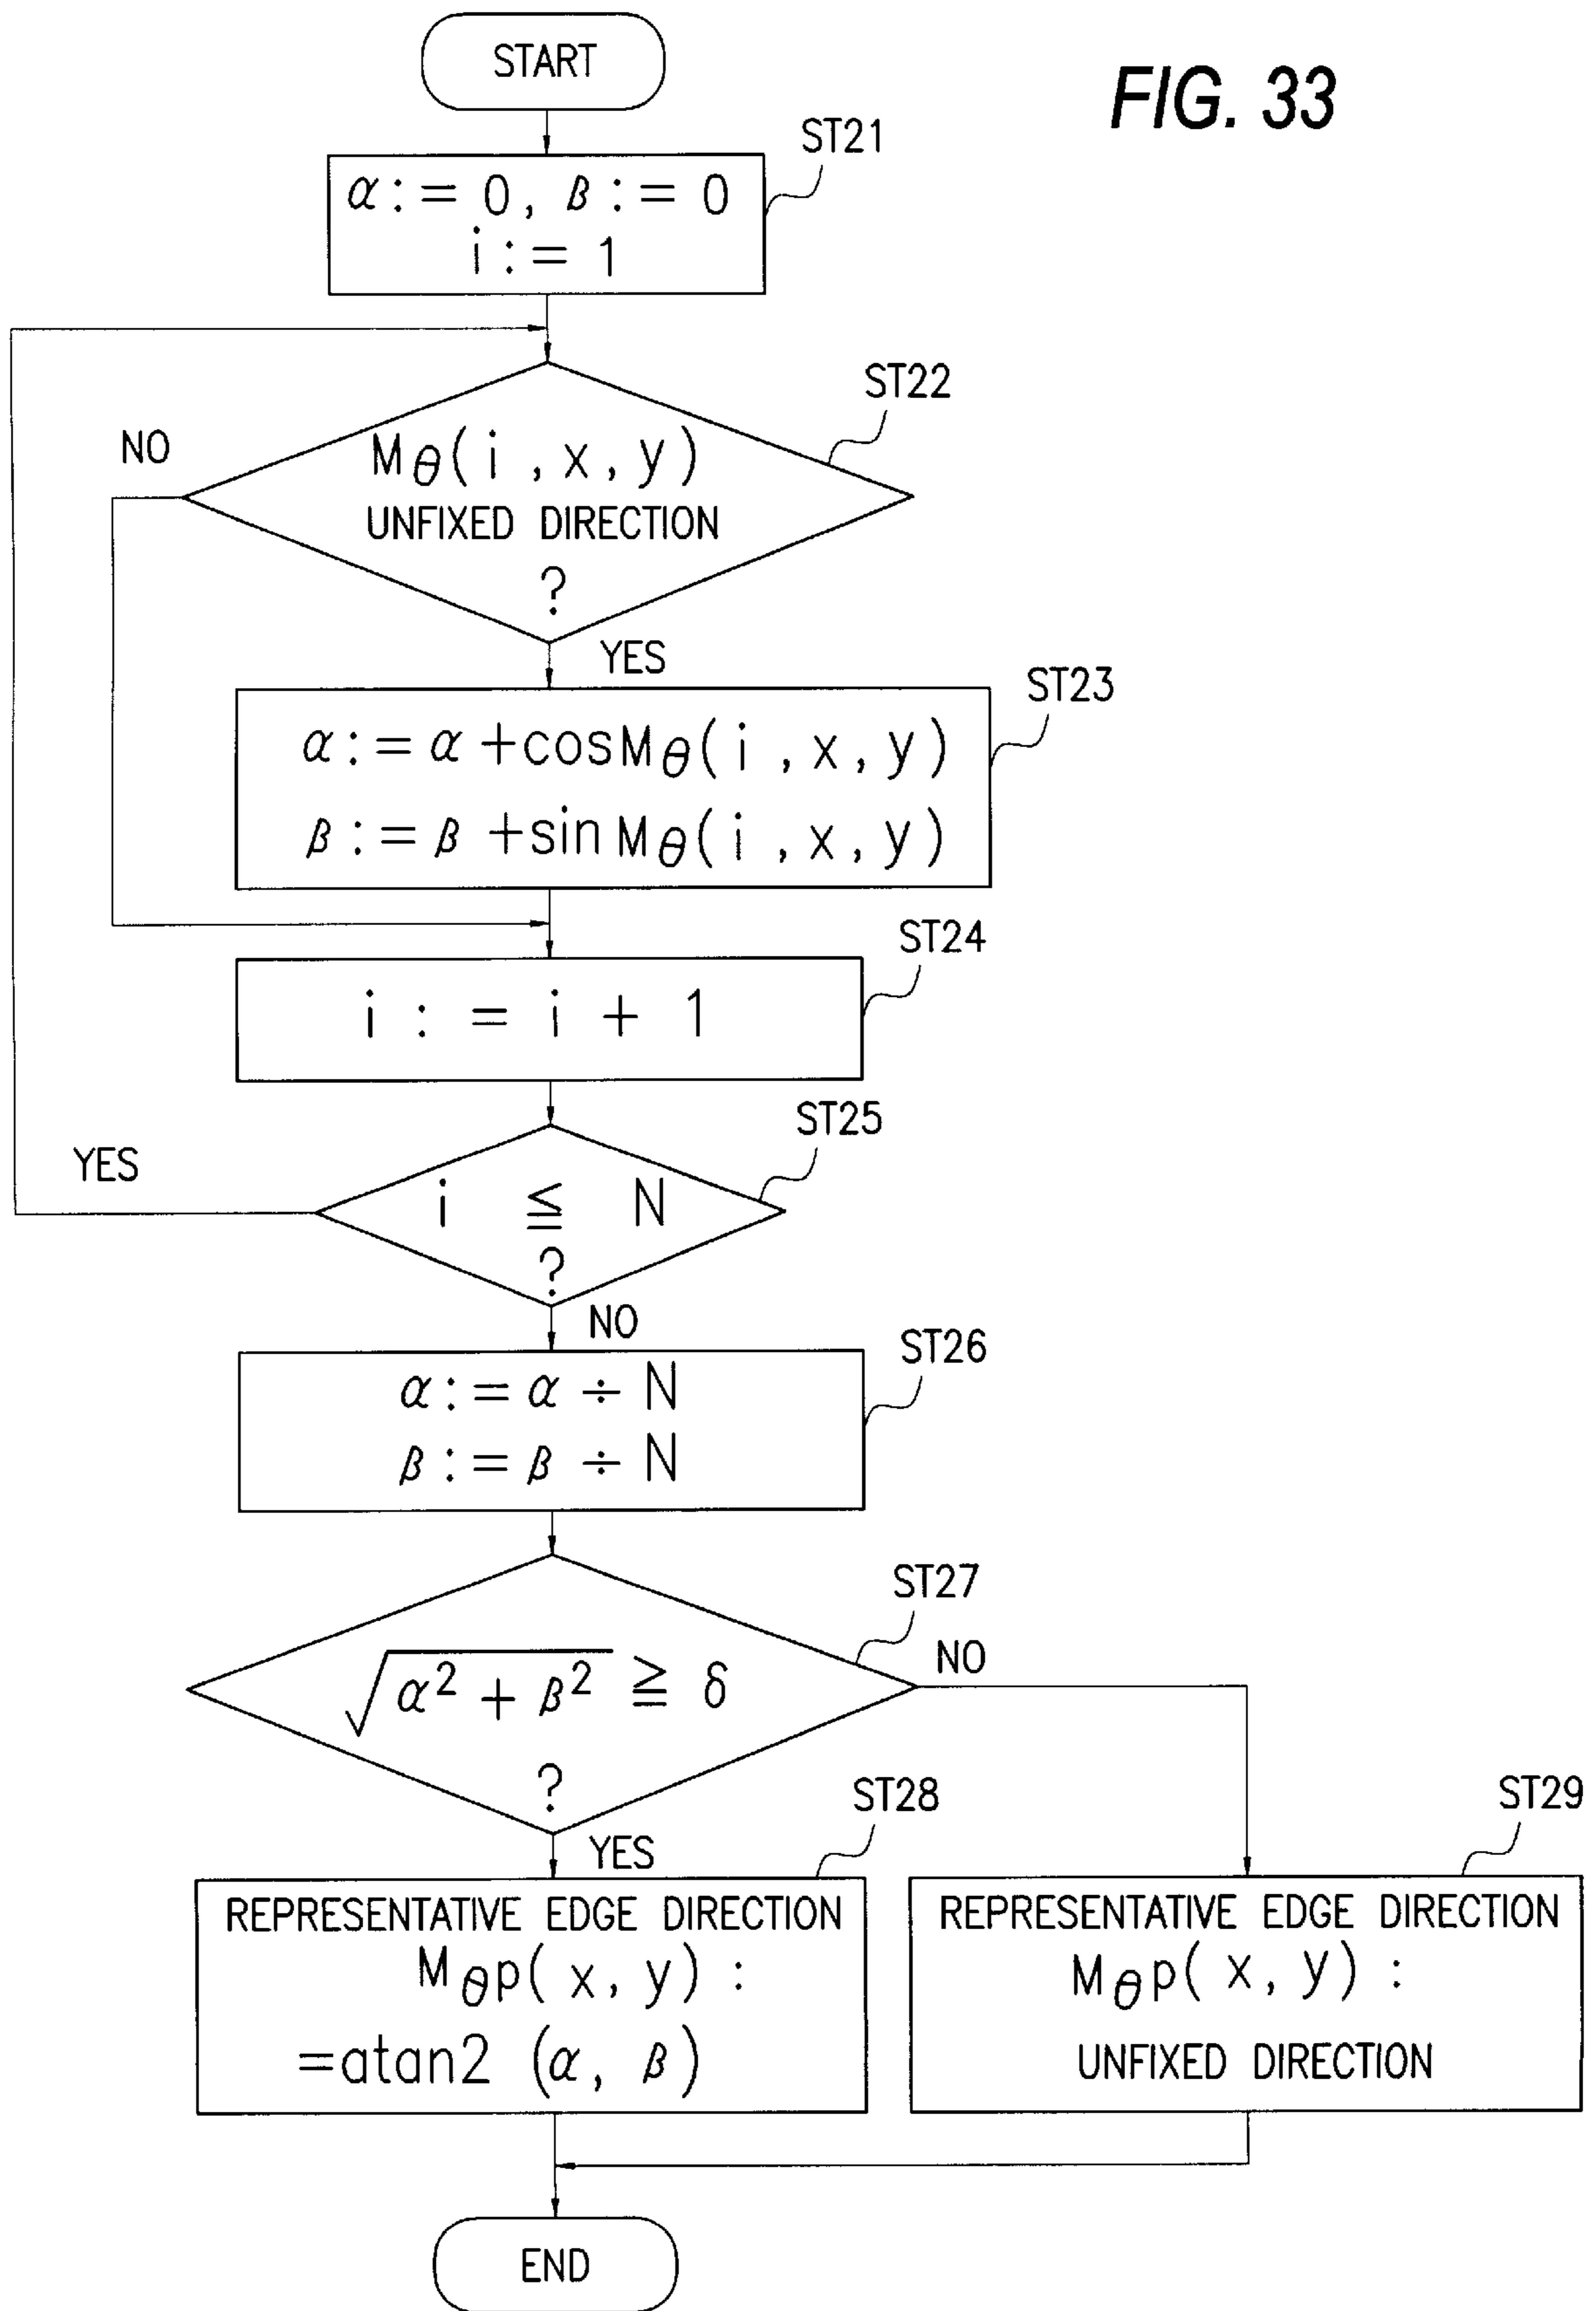 START
FIG. 33
ST21
α := 0, β := 0
i := 1
ST22
NO
Mθ(i , x, y)
UNFIXED DIRECTION
?
YES
ST23
α := α +cosMθ(i , x, y)
β := β +sinMθ(i , x, y)
ST24
i := i + 1
ST25
YES
i ≦ N
?
NO
ST26
α := α ÷ N
β := β ÷ N
ST27
√α² + β² ≧ δ
NO
?
YES
ST28
ST29
REPRESENTATIVE EDGE DIRECTION
Mθp( x, y) :
=atan2 (α, β)
REPRESENTATIVE EDGE DIRECTION
Mθp( x, y) :
UNFIXED DIRECTION
END